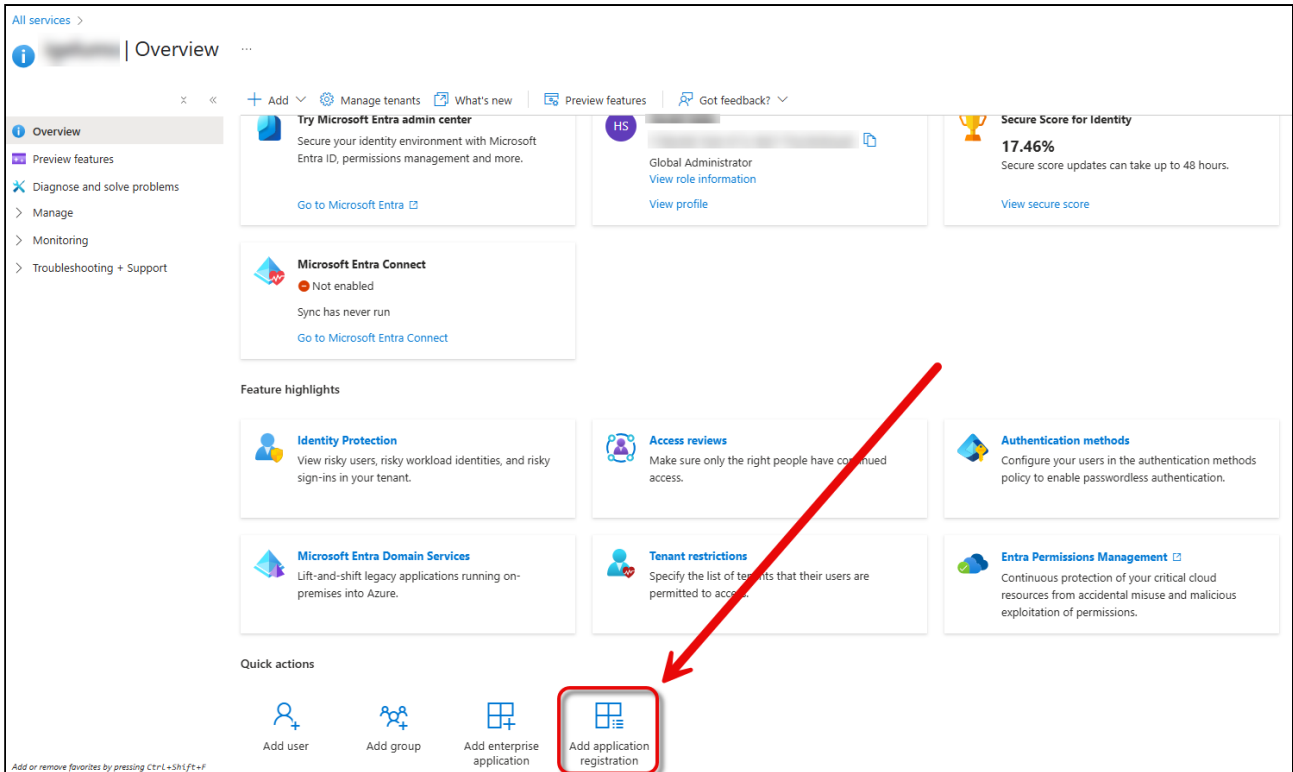 All services >
| Overview ...
+ Add Manage tenants What's new Preview features Got feedback?
Overview
Preview features
Diagnose and solve problems
Manage
Monitoring
Troubleshooting + Support
Try Microsoft Entra admin center
Secure your identity environment with Microsoft
Entra ID, permissions management and more.
Go to Microsoft Entra
HS
Global Administrator
View role information
View profile
Secure Score for Identity
17.46%
Secure score updates can take up to 48 hours.
View secure score
Microsoft Entra Connect
Not enabled
Sync has never run
Go to Microsoft Entra Connect
Feature highlights
Identity Protection
View risky users, risky workload identities, and risky
sign-ins in your tenant.
Access reviews
Make sure only the right people have continued
access.
Authentication methods
Configure your users in the authentication methods
policy to enable passwordless authentication.
Microsoft Entra Domain Services
Lift-and-shift legacy applications running on-
premises into Azure.
Tenant restrictions
Specify the list of tenants that their users are
permitted to access.
Entra Permissions Management
Continuous protection of your critical cloud
resources from accidental misuse and malicious
exploitation of permissions.
Quick actions
Add user
Add group
Add enterprise
application
Add application
registration
Add or remove favorites by pressing Ctrl+Shift+F